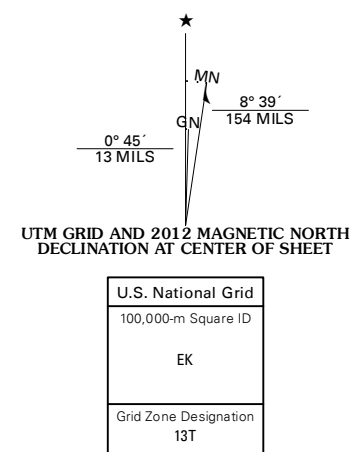 ★
MN
GN
8° 39´
154 MILS
0° 45´
13 MILS
UTM GRID AND 2012 MAGNETIC NORTH
DECLINATION AT CENTER OF SHEET
U.S. National Grid
100,000-m Square ID
EK
Grid Zone Designation
13T